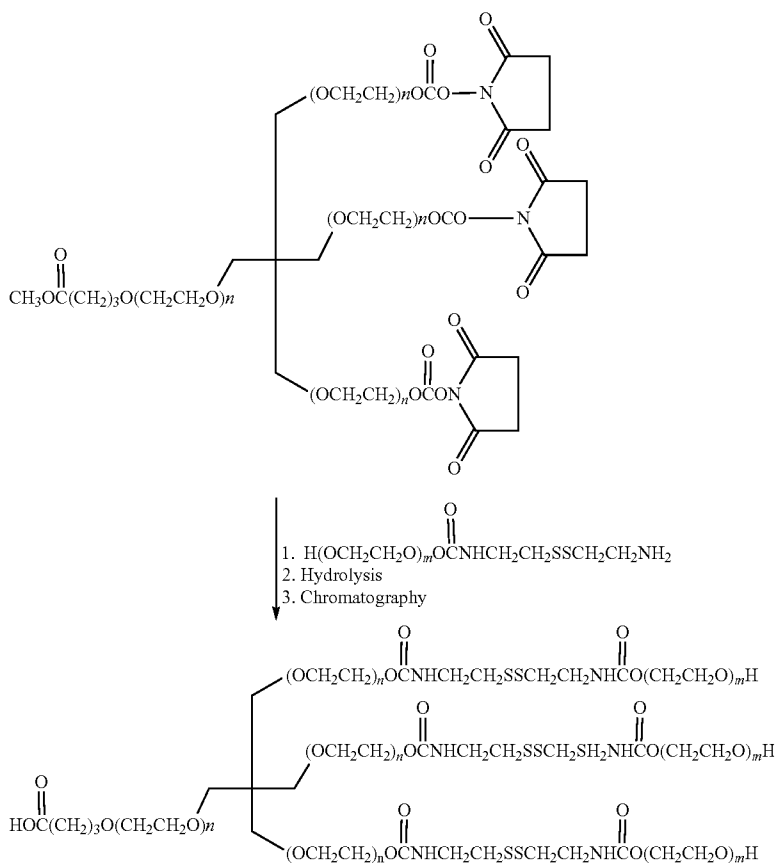 O
O
(OCH₂CH₂)nOCO N
O
O
(OCH₂CH₂)nOCO N
O
O
CH₃OC(CH₂)₃O(CH₂CH₂O)n
O
O
(OCH₂CH₂)ₙOCON
O
O
1. H(OCH₂CH₂O)ₘOCNHCH₂CH₂SSCH₂CH₂NH₂
2. Hydrolysis
3. Chromatography
O O
(OCH₂CH₂)ₙOCNHCH₂CH₂SSCH₂CH₂NHCO(CH₂CH₂O)ₘH
O O
(OCH₂CH₂)ₙOCNHCH₂CH₂SSCH₂SH₂NHCO(CH₂CH₂O)ₘH
O
HOC(CH₂)₃O(CH₂CH₂O)n
O O
(OCH₂CH₂)ₙOCNHCH₂CH₂SSCH₂CH₂NHCO(CH₂CH₂O)ₘH